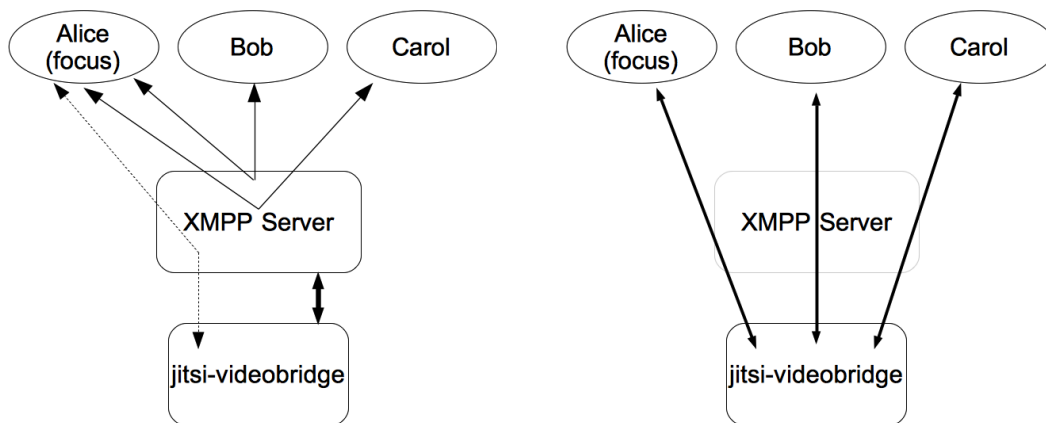 Alice
(focus)
Bob
Carol
XMPP Server
jitsi-videobridge
Alice
(focus)
Bob
Carol
XMPP Server
jitsi-videobridge